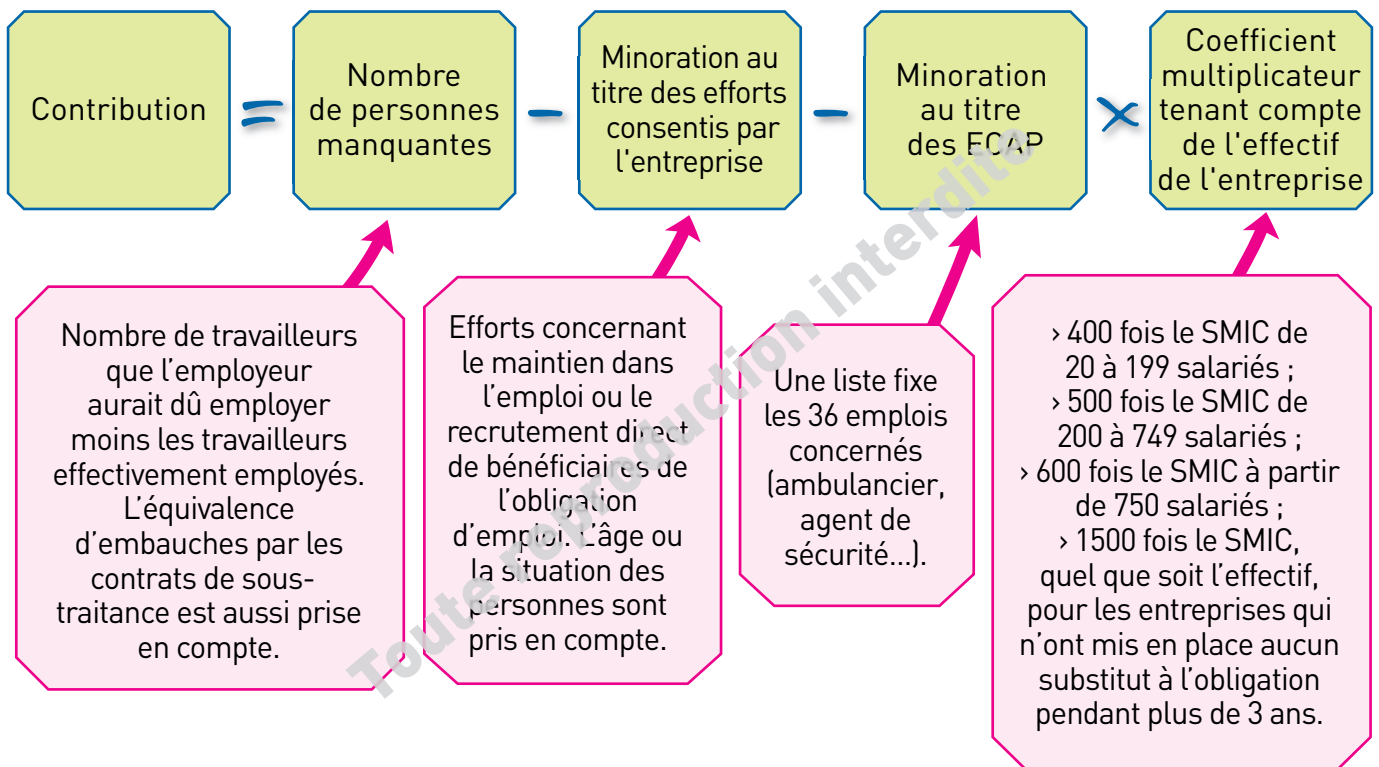 Contribution
=
Nombre
de personnes
manquantes
–
Minoration au
titre des efforts
consentis par
l'entreprise
–
Minoration
au titre
des ECAP
×
Coefficient
multiplicateur
tenant compte
de l'effectif
de l'entreprise
Nombre de travailleurs
que l'employeur
aurait dû employer
moins les travailleurs
effectivement employés.
L'équivalence
d'embauches par les
contrats de sous-
traitance est aussi prise
en compte.
Efforts concernant
le maintien dans
l'emploi ou le
recrutement direct
de bénéficiaires de
l'obligation
d'emploi. L'âge ou
la situation des
personnes sont
pris en compte.
Une liste fixe
les 36 emplois
concernés
(ambulancier,
agent de
sécurité...).
› 400 fois le SMIC de
20 à 199 salariés ;
› 500 fois le SMIC de
200 à 749 salariés ;
› 600 fois le SMIC à partir
de 750 salariés ;
› 1500 fois le SMIC,
quel que soit l'effectif,
pour les entreprises qui
n'ont mis en place aucun
substitut à l'obligation
pendant plus de 3 ans.
Toute reproduction interdite